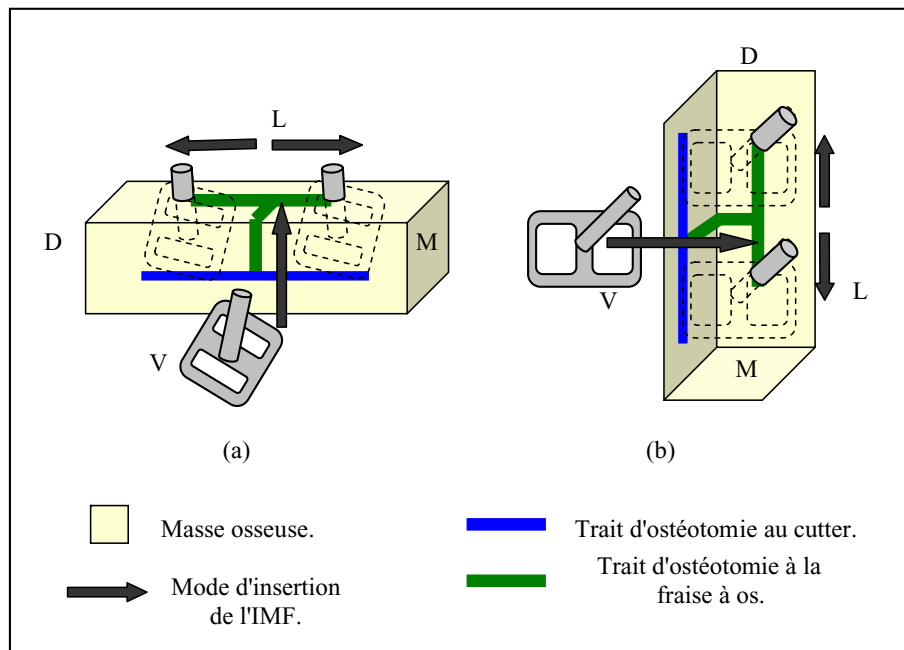 D
L
L
D
M
V
V
M
(a)
(b)
Masse osseuse.
Trait d'ostéotomie au cutter.
Mode d'insertion
de l'IMF.
Trait d'ostéotomie à la
fraise à os.